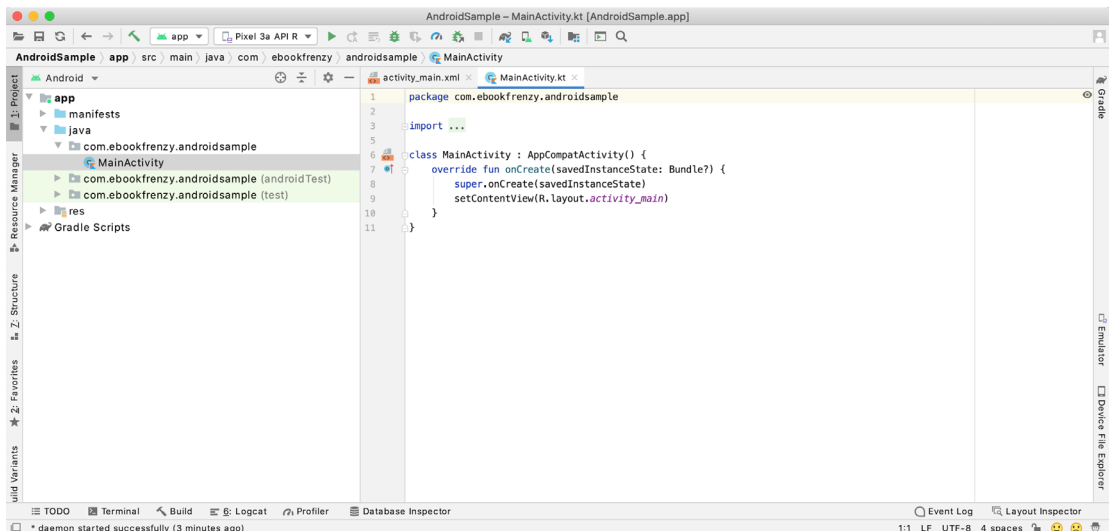 AndroidSample – MainActivity.kt [AndroidSample.app]
app Pixel 3a API R
AndroidSample app src main java com ebookfrenzy androidsample MainActivity
1: Project
Resource Manager
Z: Structure
2: Favorites
uild Variants
Android
app
manifests
java
com.ebookfrenzy.androidsample
MainActivity
com.ebookfrenzy.androidsample (androidTest)
com.ebookfrenzy.androidsample (test)
res
Gradle Scripts
activity_main.xml MainActivity.kt
1 package com.ebookfrenzy.androidsample
2
3 import ...
5
6 class MainActivity : AppCompatActivity() {
7 override fun onCreate(savedInstanceState: Bundle?) {
8 super.onCreate(savedInstanceState)
9 setContentView(R.layout.activity_main)
10 }
11 }
Gradle
Emulator
Device File Explorer
TODO Terminal Build 6: Logcat Profiler Database Inspector Event Log Layout Inspector
* daemon started successfully (3 minutes ago) 1:1 LF UTF-8 4 spaces